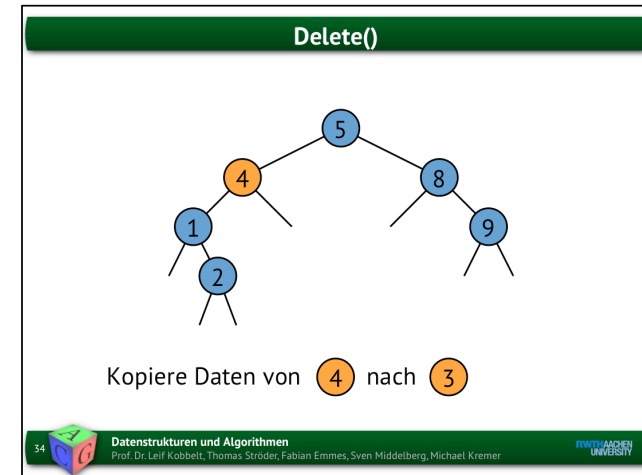 Delete()
5
4
8
1
9
2
Kopiere Daten von 4 nach 3
34
A
C G
Datenstrukturen und Algorithmen
Prof. Dr. Leif Kobbelt, Thomas Ströder, Fabian Emmes, Sven Middelberg, Michael Kremer
RWTHAACHEN
UNIVERSITY